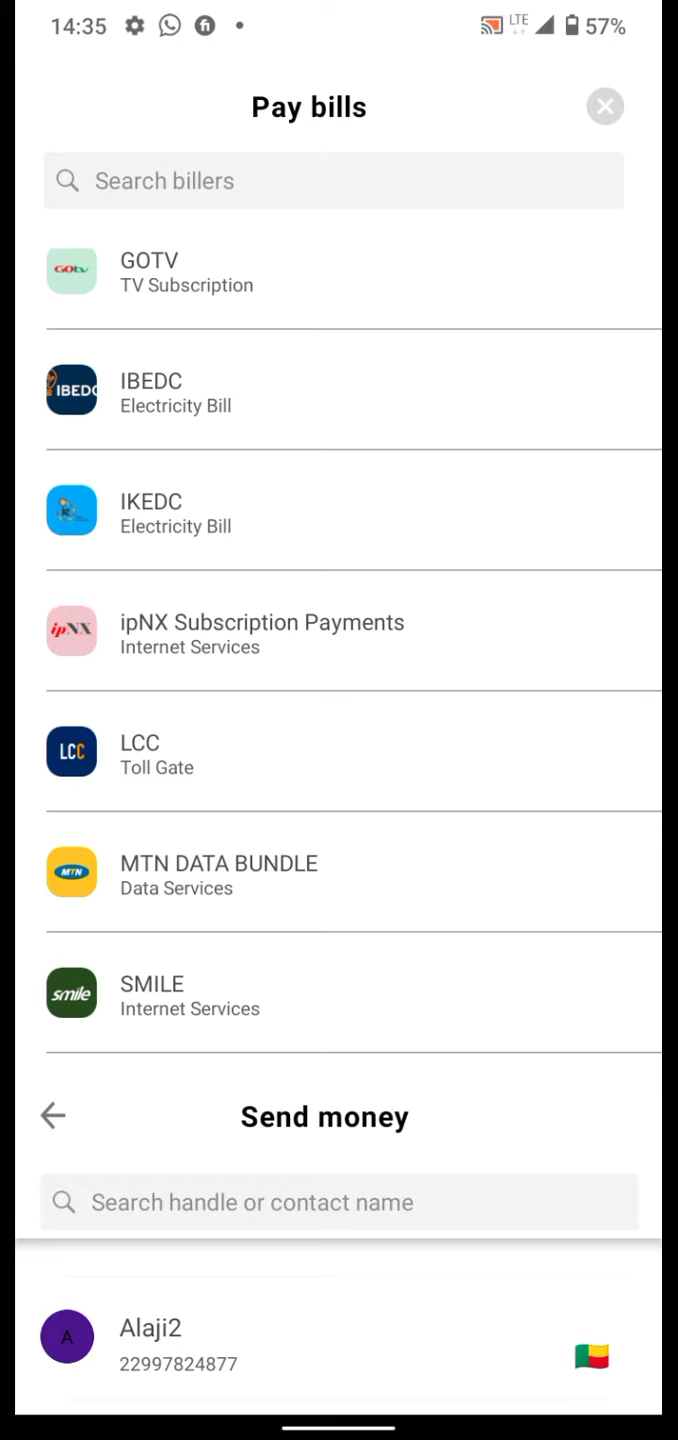 14:35
LTE
57%
Pay bills
Search billers
GOtv
GOTV
TV Subscription
IBEDC
IBEDC
Electricity Bill
IKEDC
Electricity Bill
ipNX
ipNX Subscription Payments
Internet Services
LCC
LCC
Toll Gate
MTN
MTN DATA BUNDLE
Data Services
smile
SMILE
Internet Services
Send money
Search handle or contact name
A
Alaji2
22997824877